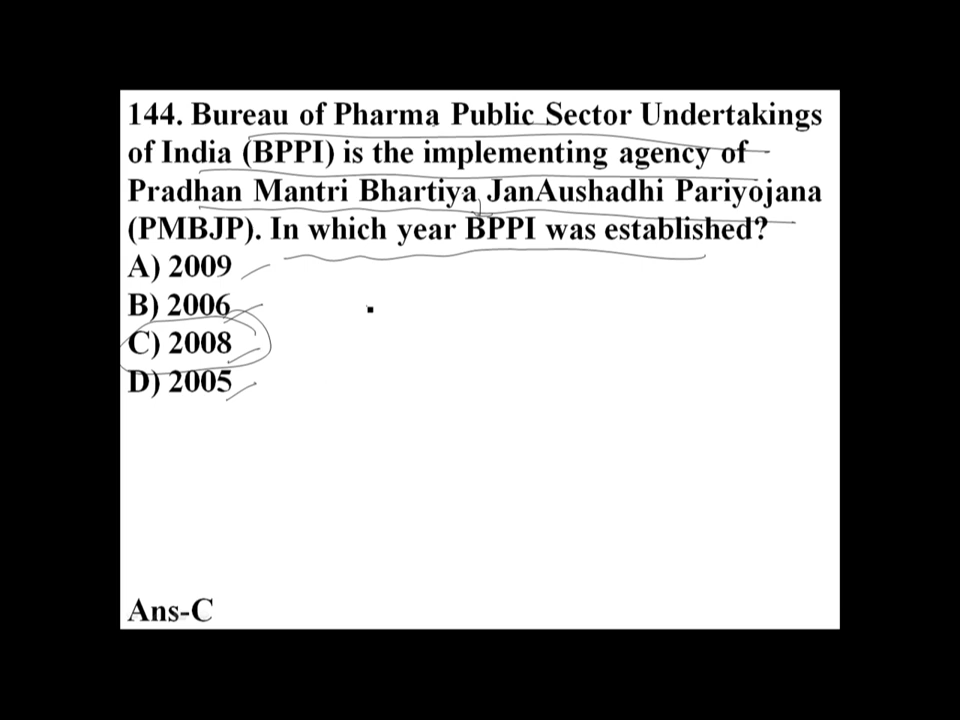 144. Bureau of Pharma Public Sector Undertakings
of India (BPPI) is the implementing agency of
Pradhan Mantri Bhartiya JanAushadhi Pariyojana
(PMBJP). In which year BPPI was established?
A) 2009
B) 2006
C) 2008
D) 2005
Ans-C